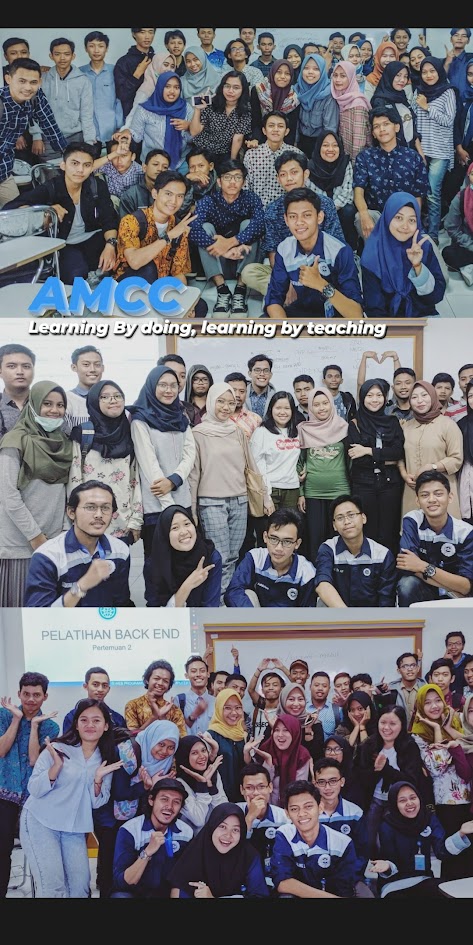 AMCC
Learning By doing, learning by teaching
PELATIHAN BACK END
Pertemuan 2